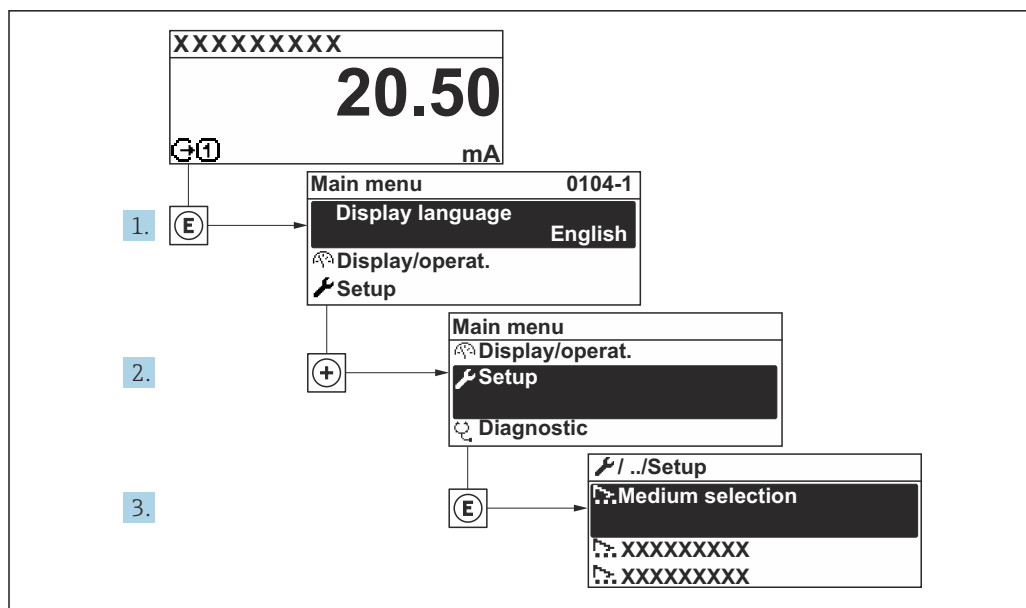 XXXXXXXXX
20.50
1 mA
Main menu 0104-1
1. E Display language
English
Display/operat.
Setup
Main menu
Display/operat.
2. + Setup
Diagnostic
/ ../Setup
3. E Medium selection
XXXXXXXXX
XXXXXXXXX